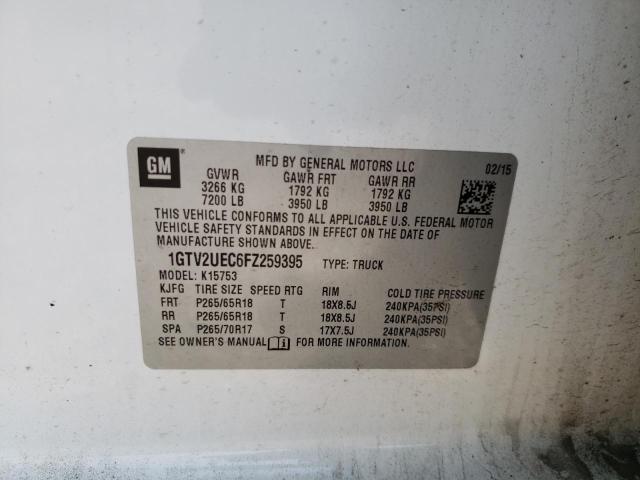 GM
MFD BY GENERAL MOTORS LLC
02/15
GVWR GAWR FRT GAWR RR
3266 KG 1792 KG 1792 KG
7200 LB 3950 LB 3950 LB
THIS VEHICLE CONFORMS TO ALL APPLICABLE U.S. FEDERAL MOTOR
VEHICLE SAFETY STANDARDS IN EFFECT ON THE DATE OF
MANUFACTURE SHOWN ABOVE.
1GTV2UEC6FZ259395 TYPE: TRUCK
MODEL: K15753
KJFG TIRE SIZE SPEED RTG RIM COLD TIRE PRESSURE
FRT P265/65R18 T 18X8.5J 240KPA(35PSI)
RR P265/65R18 T 18X8.5J 240KPA(35PSI)
SPA P265/70R17 S 17X7.5J 240KPA(35PSI)
SEE OWNER'S MANUAL FOR MORE INFORMATION.